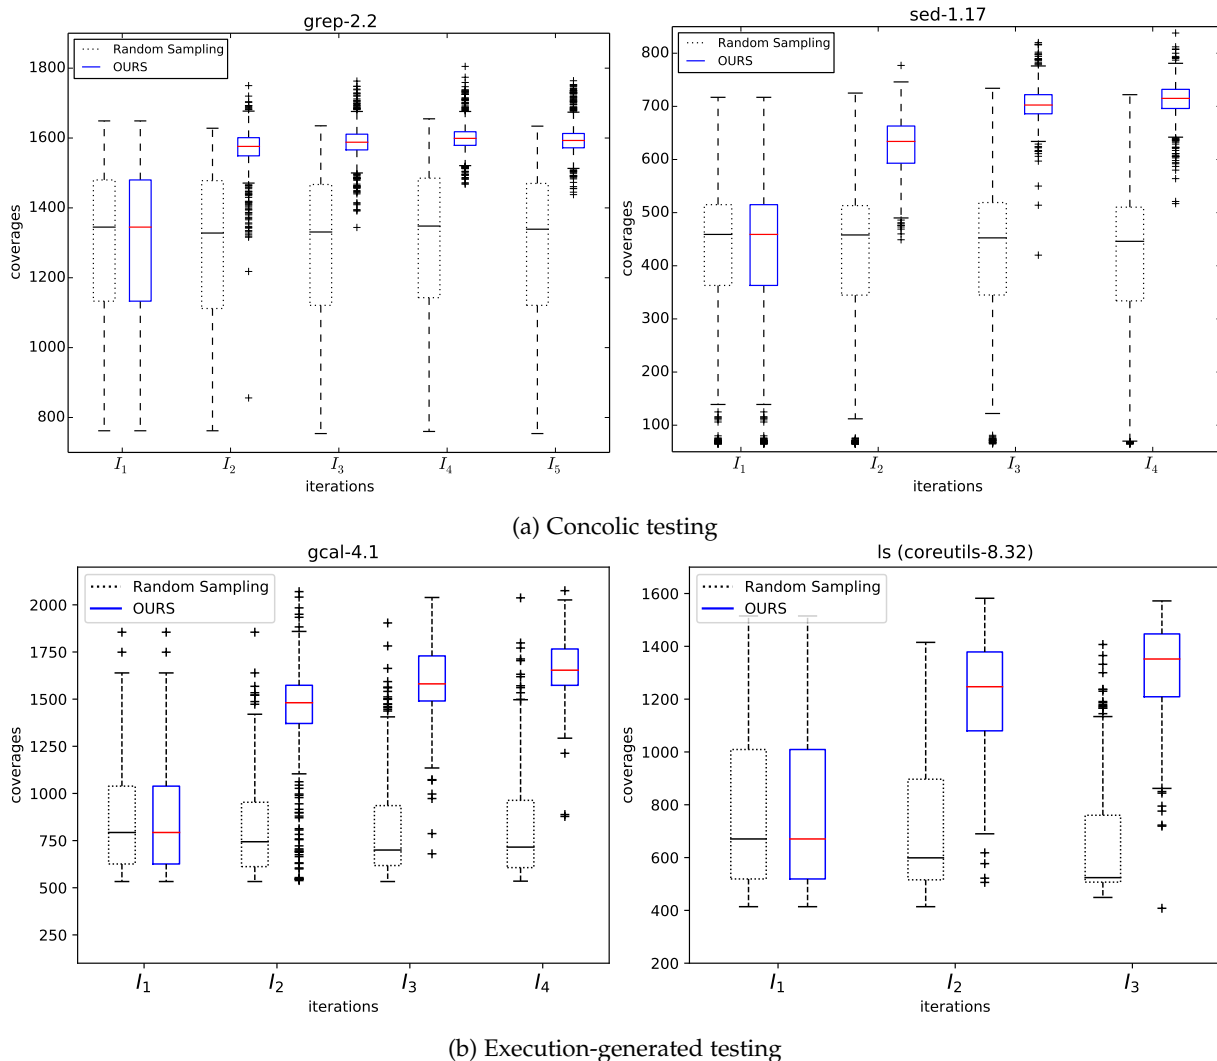 grep-2.2
Random Sampling
OURS
1800
1600
1400
1200
1000
800
coverages
I1 I2 I3 I4 I5
iterations
sed-1.17
Random Sampling
OURS
800
700
600
500
400
300
200
100
coverages
I1 I2 I3 I4
iterations
(a) Concolic testing
gcal-4.1
Random Sampling
OURS
2000
1750
1500
1250
1000
750
500
250
coverages
I1 I2 I3 I4
iterations
ls (coreutils-8.32)
Random Sampling
OURS
1600
1400
1200
1000
800
600
400
200
coverages
I1 I2 I3
iterations
(b) Execution-generated testing